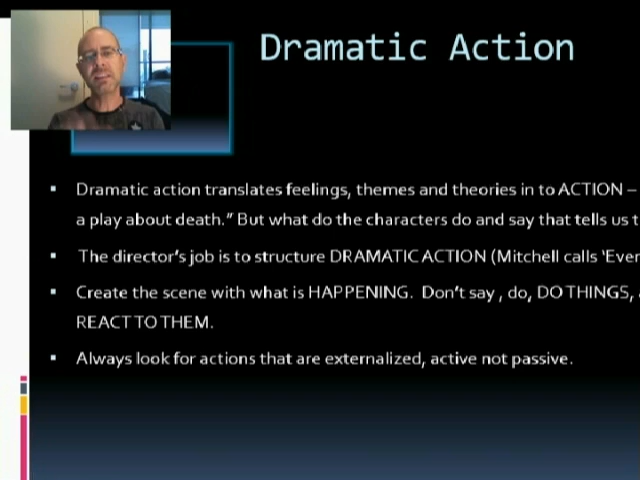 Dramatic Action
Dramatic action translates feelings, themes and theories in to ACTION –
a play about death.” But what do the characters do and say that tells us t
The director's job is to structure DRAMATIC ACTION (Mitchell calls ‘Even
Create the scene with what is HAPPENING. Don't say , do, DO THINGS,
REACT TO THEM.
Always look for actions that are externalized, active not passive.